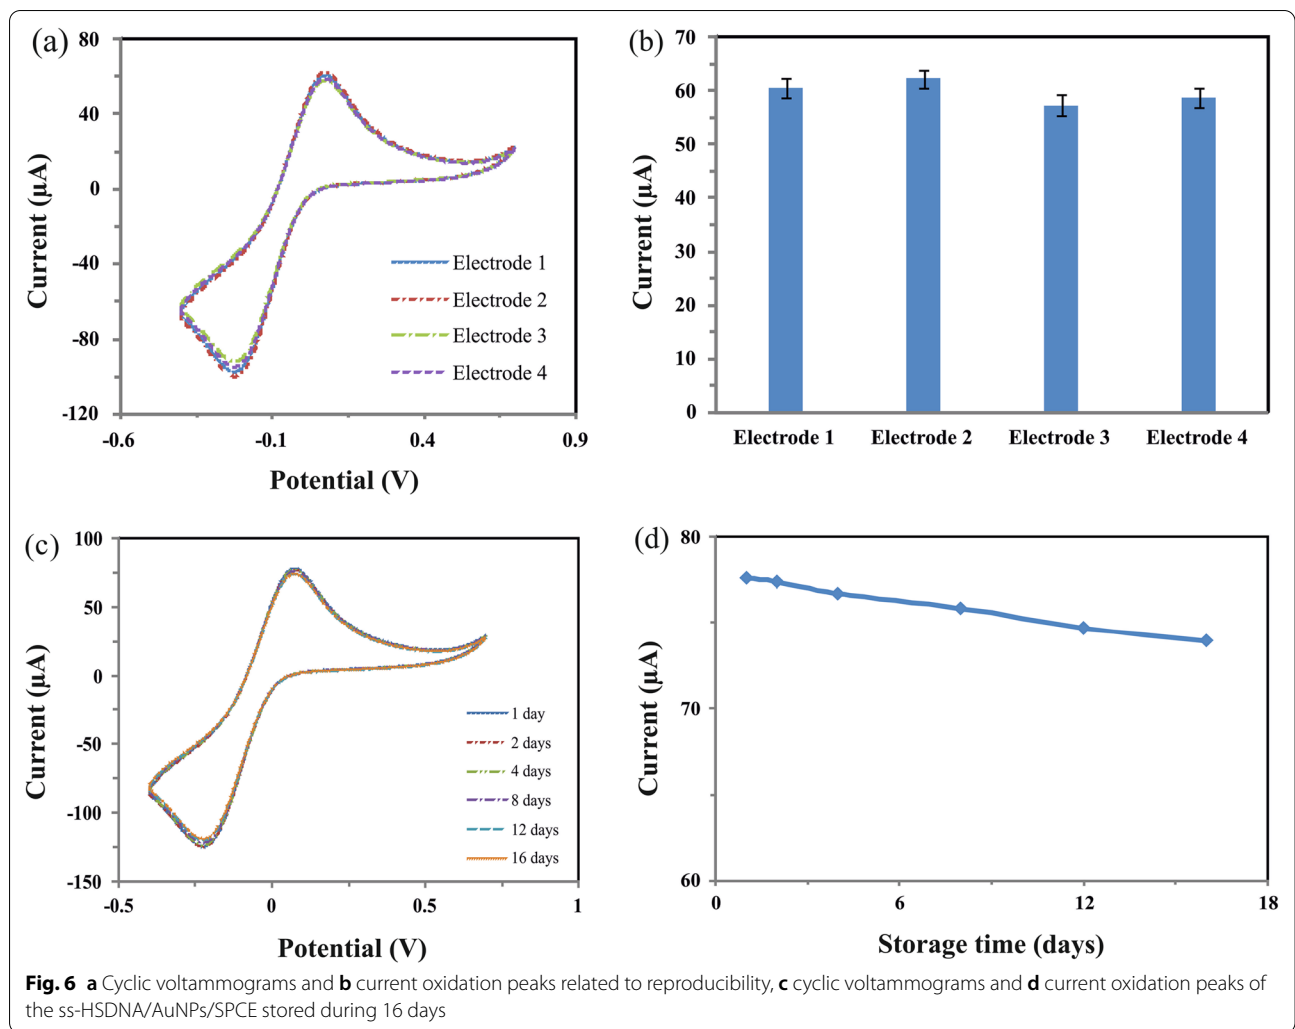 (a)
80
40
0
-40
-80
-120
-0.6
-0.1
0.4
0.9
Current (µA)
Potential (V)
Electrode 1
Electrode 2
Electrode 3
Electrode 4
(b)
70
60
50
40
30
20
10
0
Current (µA)
Electrode 1
Electrode 2
Electrode 3
Electrode 4
(c)
100
50
0
-50
-100
-150
-0.5
0
0.5
1
Current (µA)
Potential (V)
1 day
2 days
4 days
8 days
12 days
16 days
(d)
80
70
60
0
6
12
18
Current (µA)
Storage time (days)
Fig. 6 a Cyclic voltammograms and b current oxidation peaks related to reproducibility, c cyclic voltammograms and d current oxidation peaks of
the ss-HSDNA/AuNPs/SPCE stored during 16 days